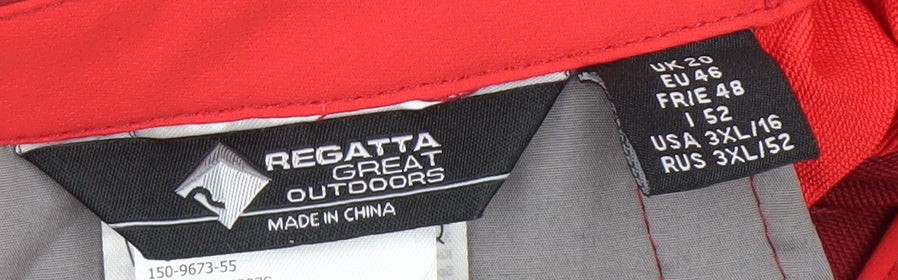 REGATTA
GREAT
OUTDOORS
MADE IN CHINA
150-9673-55
UK 20
EU 46
FR/E 48
I 52
USA 3XL/16
RUS 3XL/52